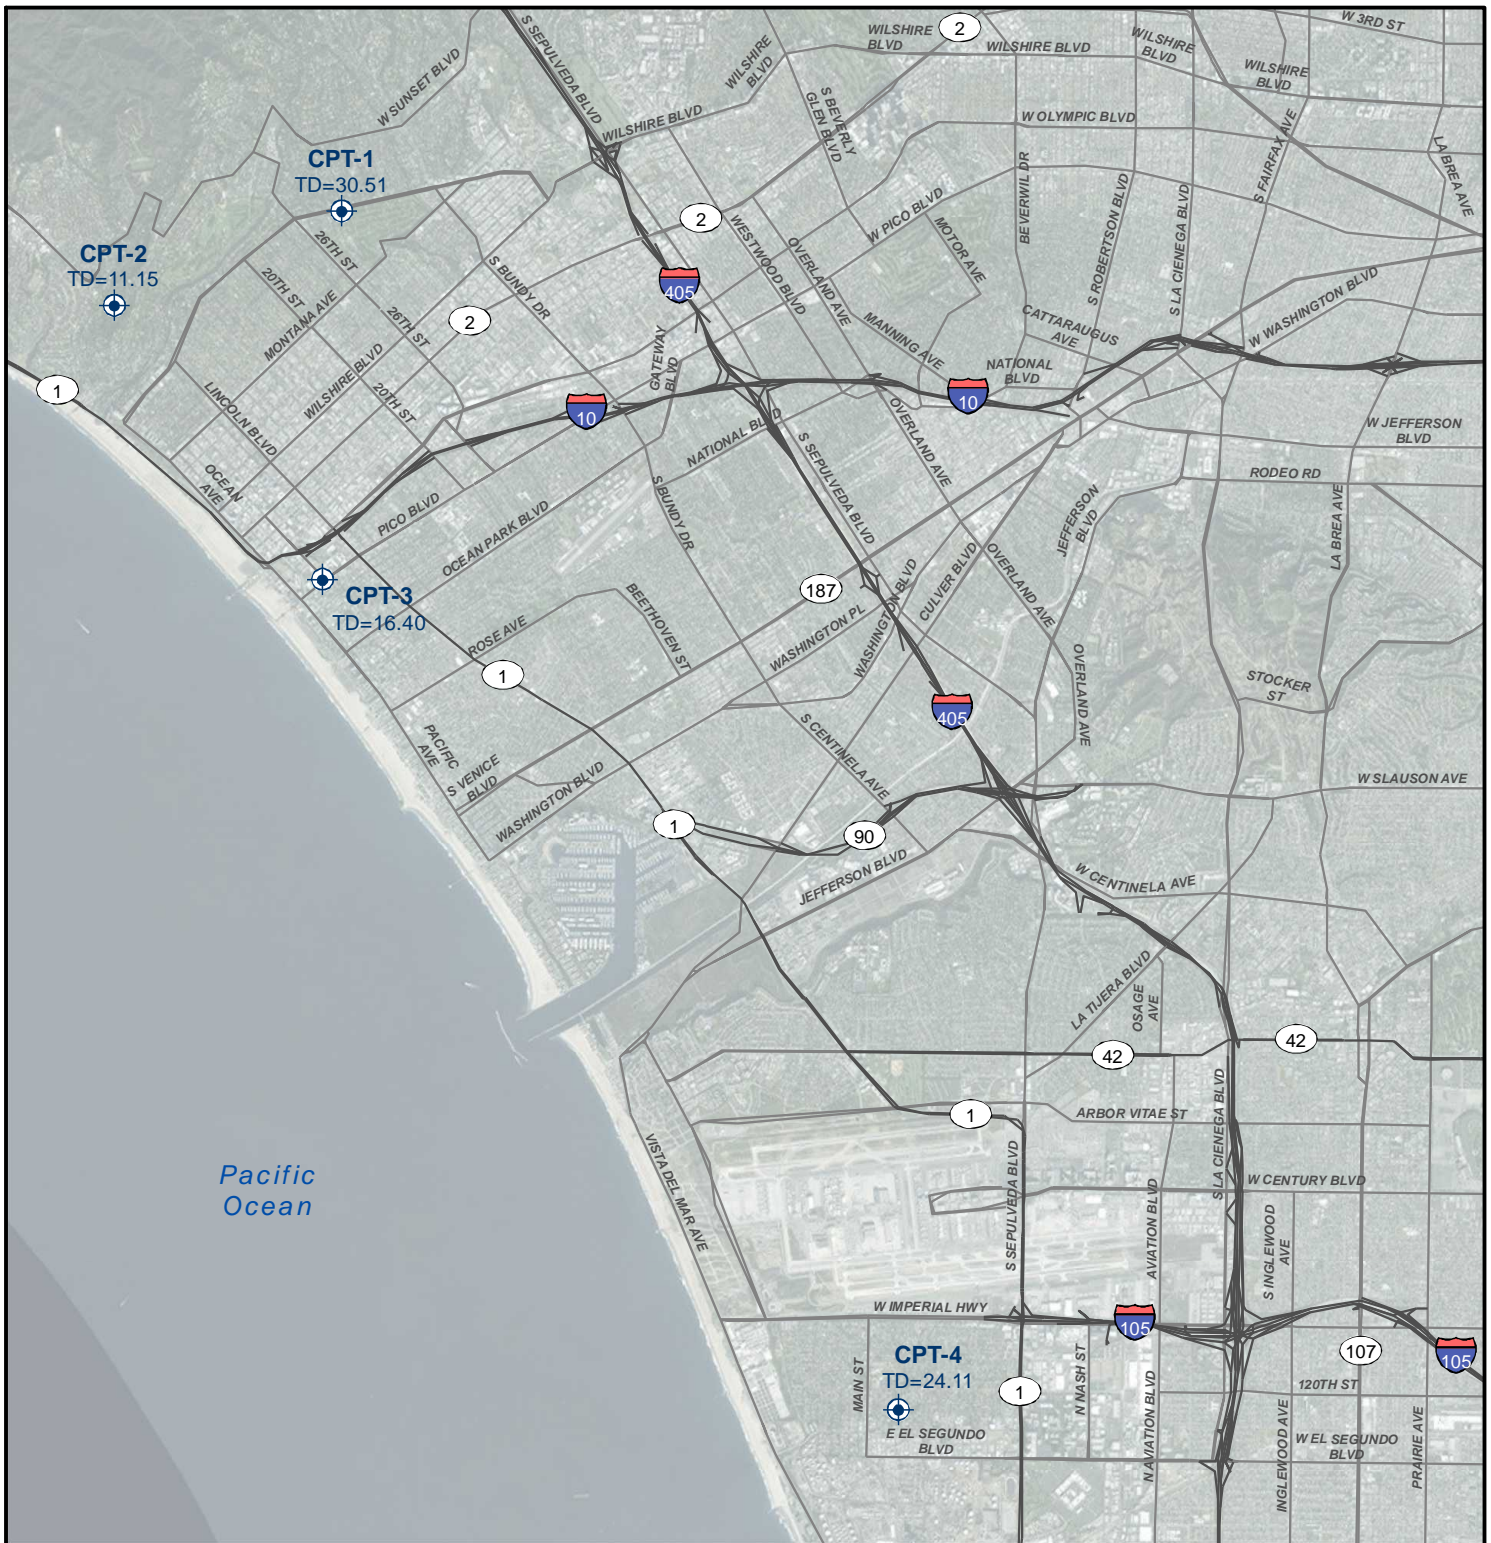 W 3RD ST
S SEPULVEDA BLVD
WILSHIRE
BLVD
2
WILSHIRE BLVD
WILSHIRE
BLVD
WILSHIRE
BLVD
WILSHIRE
BLVD
W SUNSET BLVD
WILSHIRE BLVD
S BEVERLY
GLEN BLVD
W OLYMPIC BLVD
S FAIRFAX AVE
LA BREA AVE
CPT-1
TD=30.51
CPT-2
TD=11.15
26TH ST
20TH ST
MONTANA AVE
26TH ST
WILSHIRE BLVD
2
S BUNDY DR
2
405
WESTWOOD BLVD
OVERLAND AVE
W PICO BLVD
MOTOR AVE
BEVERWIL DR
S ROBERTSON BLVD
S LA CIENEGA BLVD
W WASHINGTON BLVD
CATTARAUGUS
AVE
MANNING AVE
NATIONAL
BLVD
GATEWAY
BLVD
1
LINCOLN BLVD
20TH ST
10
10
NATIONAL BLVD
OVERLAND AVE
W JEFFERSON
BLVD
RODEO RD
OCEAN
AVE
PICO BLVD
OCEAN PARK BLVD
S BUNDY DR
S SEPULVEDA BLVD
JEFFERSON
BLVD
LA BREA AVE
CPT-3
TD=16.40
ROSE AVE
BEETHOVEN ST
187
WASHINGTON PL
WASHINGTON BLVD
CULVER BLVD
OVERLAND AVE
OVERLAND AVE
1
405
STOCKER
ST
PACIFIC
AVE
S VENICE
BLVD
WASHINGTON BLVD
S CENTINELA AVE
W SLAUSON AVE
1
90
JEFFERSON BLVD
W CENTINELA AVE
LA TIJERA BLVD
OSAGE
AVE
42
42
1
ARBOR VITAE ST
S LA CIENEGA BLVD
VISTA DEL MAR AVE
Pacific
Ocean
S SEPULVEDA BLVD
AVIATION BLVD
W CENTURY BLVD
S INGLEWOOD
AVE
W IMPERIAL HWY
105
107
105
CPT-4
TD=24.11
MAIN ST
1
N NASH ST
N AVIATION BLVD
120TH ST
E EL SEGUNDO
BLVD
INGLEWOOD AVE
W EL SEGUNDO
BLVD
PRAIRIE AVE